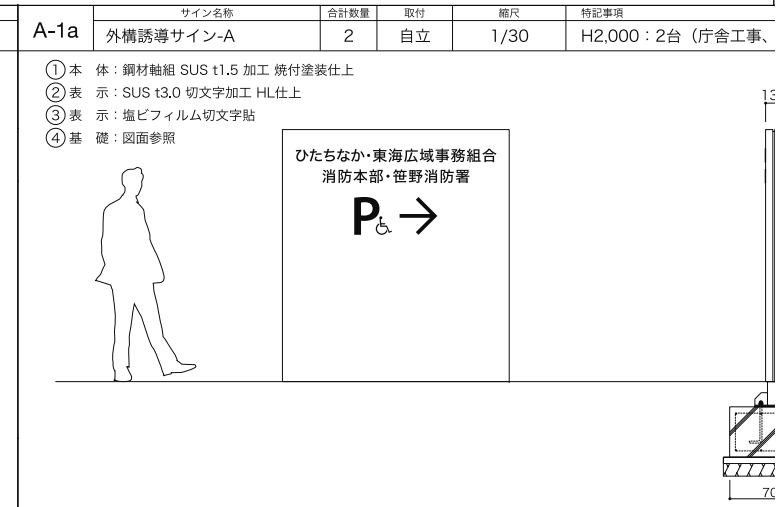 サイン名称 合計数量 取付 縮尺 特記事項
A-1a 外構誘導サイン-A 2 自立 1/30 H2,000：2台（庁舎工事、
①本 体：鋼材軸組 SUS t1.5 加工 焼付塗装仕上
②表 示：SUS t3.0 切文字加工 HL仕上
③表 示：塩ビフィルム切文字貼
④基 礎：図面参照
ひたちなか・東海広域事務組合
消防本部・笹野消防署
P